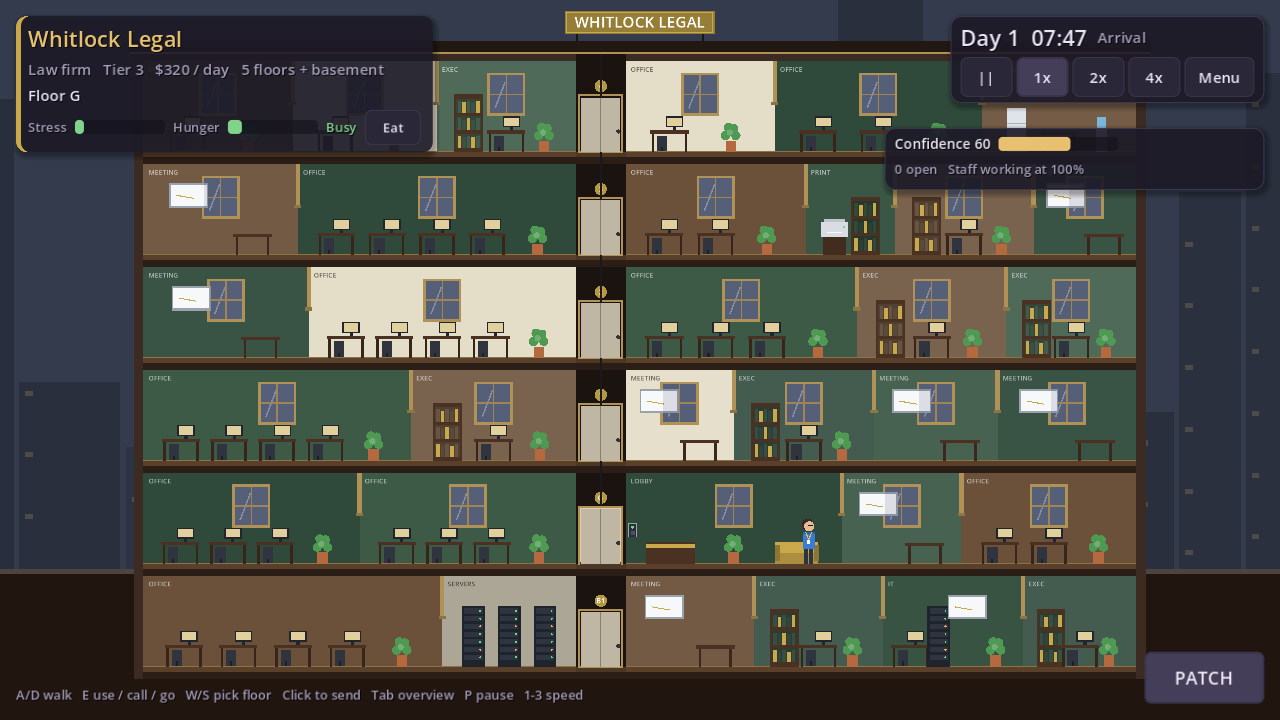 WHITLOCK LEGAL
Whitlock Legal
Law firm Tier 3 $320 / day 5 floors + basement
Floor G
Stress Hunger Busy Eat
Day 1 07:47 Arrival
|| 1x 2x 4x Menu
Confidence 60
0 open Staff working at 100%
EXEC OFFICE OFFICE
MEETING OFFICE OFFICE PRINT
MEETING OFFICE OFFICE EXEC EXEC
OFFICE EXEC MEETING EXEC MEETING MEETING
OFFICE OFFICE LOBBY MEETING OFFICE
OFFICE SERVERS B1 MEETING EXEC IT EXEC
PATCH
A/D walk E use / call / go W/S pick floor Click to send Tab overview P pause 1-3 speed